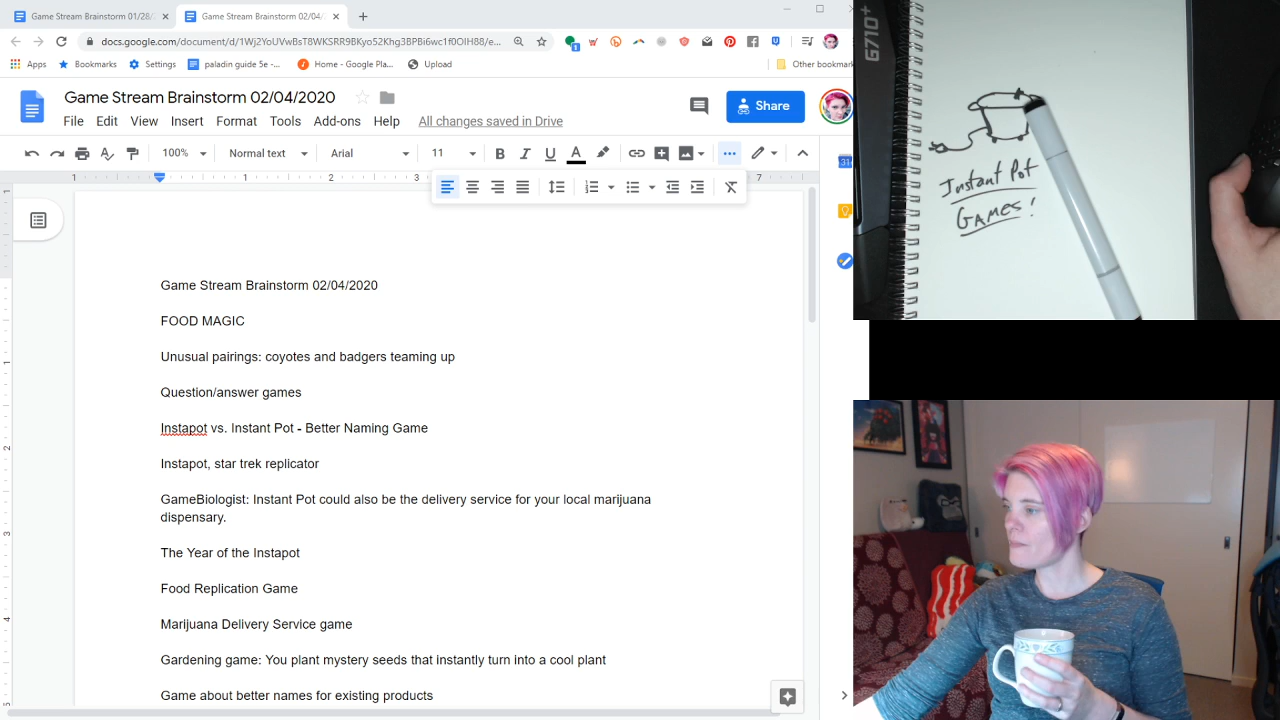 Game Stream Brainstorm 01/28/
Game Stream Brainstorm 02/04/
docs.google.com/document/d/1Wj2YoUVwBsT8WKSRR9BKyo52Khg3BPBi6wc1f0OIH88/e...
Apps
Bookmarks
Settings
paladin guide 5e -...
Home - Google Pla...
Upload
Other bookmarks
Game Stream Brainstorm 02/04/2020
Share
File Edit View Insert Format Tools Add-ons Help All changes saved in Drive
100% Normal text Arial 11 B I U A
1 1 2 3 7
Game Stream Brainstorm 02/04/2020
FOOD MAGIC
Unusual pairings: coyotes and badgers teaming up
Question/answer games
Instapot vs. Instant Pot - Better Naming Game
Instapot, star trek replicator
GameBiologist: Instant Pot could also be the delivery service for your local marijuana
dispensary.
The Year of the Instapot
Food Replication Game
Marijuana Delivery Service game
Gardening game: You plant mystery seeds that instantly turn into a cool plant
Game about better names for existing products
G710+
Instant Pot
GAMES!